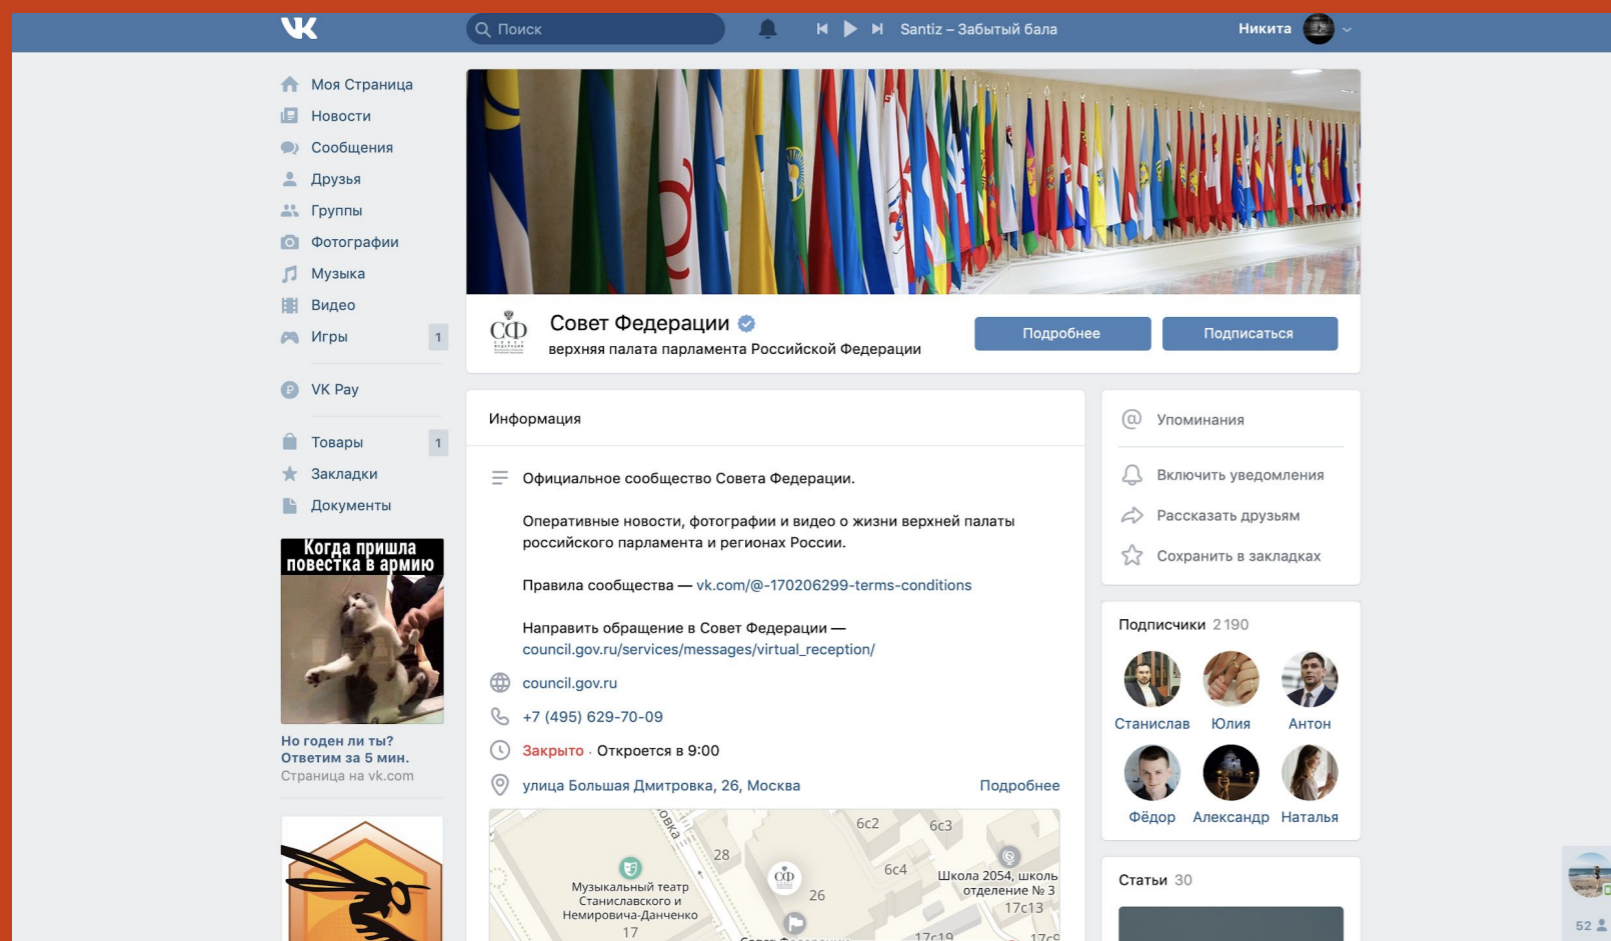 Поиск
Santiz – Забытый бала
Никита
Моя Страница
Новости
Сообщения
Друзья
Группы
Фотографии
Музыка
Видео
Игры 1
VK Pay
Товары 1
Закладки
Документы
Когда пришла
повестка в армию
Но годен ли ты?
Ответим за 5 мин.
Страница на vk.com
СФ
Совет Федерации
верхняя палата парламента Российской Федерации
Подробнее
Подписаться
Информация
Официальное сообщество Совета Федерации.
Оперативные новости, фотографии и видео о жизни верхней палаты
российского парламента и регионах России.
Правила сообщества — vk.com/@-170206299-terms-conditions
Направить обращение в Совет Федерации —
council.gov.ru/services/messages/virtual_reception/
council.gov.ru
+7 (495) 629-70-09
Закрыто · Откроется в 9:00
улица Большая Дмитровка, 26, Москва Подробнее
6с2
6с3
28
6с4
СФ
26
Музыкальный театр
Станиславского и
Немировича-Данченко
17
Школа 2054, школь
отделение № 3
17с13
17с19
Упоминания
Включить уведомления
Рассказать друзьям
Сохранить в закладках
Подписчики 2 190
Станислав Юлия Антон
Фёдор Александр Наталья
Статьи 30
52